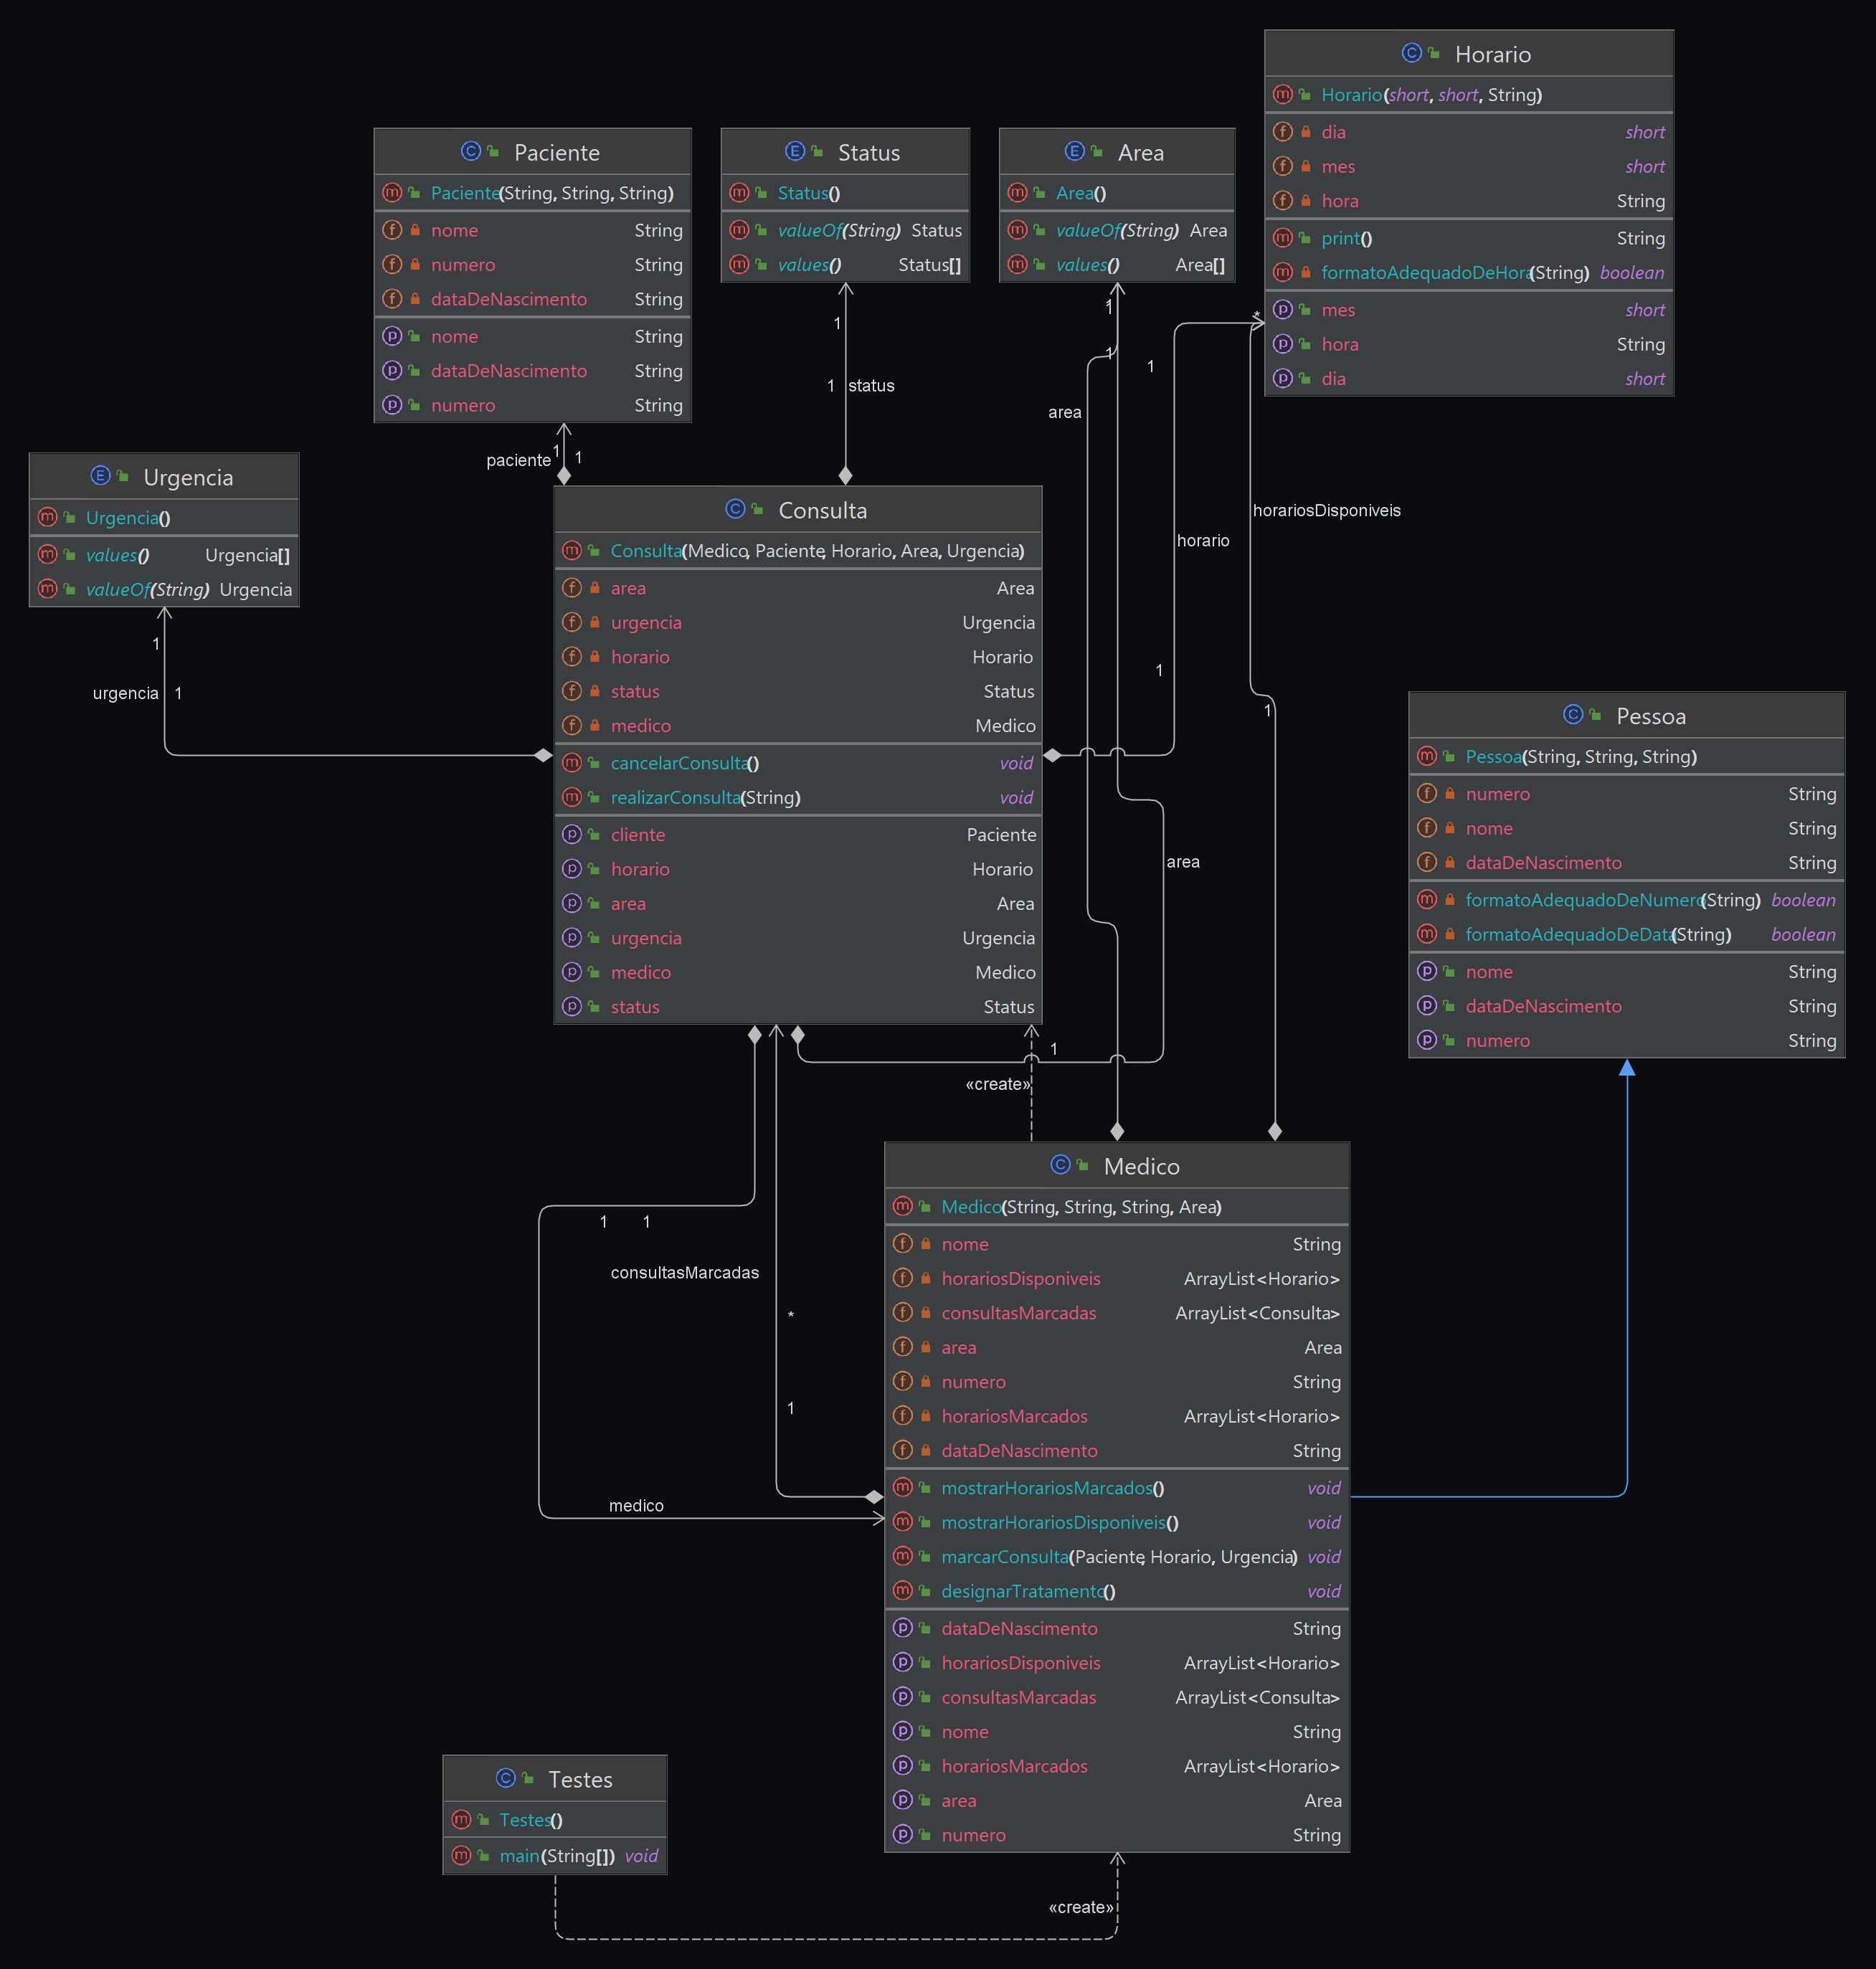 Horario
Horario(short, short, String)
dia short
mes short
hora String
print() String
formatoAdequadoDeHora(String) boolean
mes short
hora String
dia short
Paciente
Paciente(String, String, String)
nome String
numero String
dataDeNascimento String
nome String
dataDeNascimento String
numero String
Status
Status()
valueOf(String) Status
values() Status[]
Area
Area()
valueOf(String) Area
values() Area[]
Urgencia
Urgencia()
values() Urgencia[]
valueOf(String) Urgencia
paciente
1
1
1
1 status
1
1
1
area
*
horariosDisponiveis
horario
1
1
1
urgencia 1
area
1
Consulta
Consulta(Medico, Paciente, Horario, Area, Urgencia)
area Area
urgencia Urgencia
horario Horario
status Status
medico Medico
cancelarConsulta() void
realizarConsulta(String) void
cliente Paciente
horario Horario
area Area
urgencia Urgencia
medico Medico
status Status
Pessoa
Pessoa(String, String, String)
numero String
nome String
dataDeNascimento String
formatoAdequadoDeNumero(String) boolean
formatoAdequadoDeData(String) boolean
nome String
dataDeNascimento String
numero String
«create»
1 1
consultasMarcadas
*
1
medico
Medico
Medico(String, String, String, Area)
nome String
horariosDisponiveis ArrayList<Horario>
consultasMarcadas ArrayList<Consulta>
area Area
numero String
horariosMarcados ArrayList<Horario>
dataDeNascimento String
mostrarHorariosMarcados() void
mostrarHorariosDisponiveis() void
marcarConsulta(Paciente, Horario, Urgencia) void
designarTratamento() void
dataDeNascimento String
horariosDisponiveis ArrayList<Horario>
consultasMarcadas ArrayList<Consulta>
nome String
horariosMarcados ArrayList<Horario>
area Area
numero String
Testes
Testes()
main(String[]) void
«create»